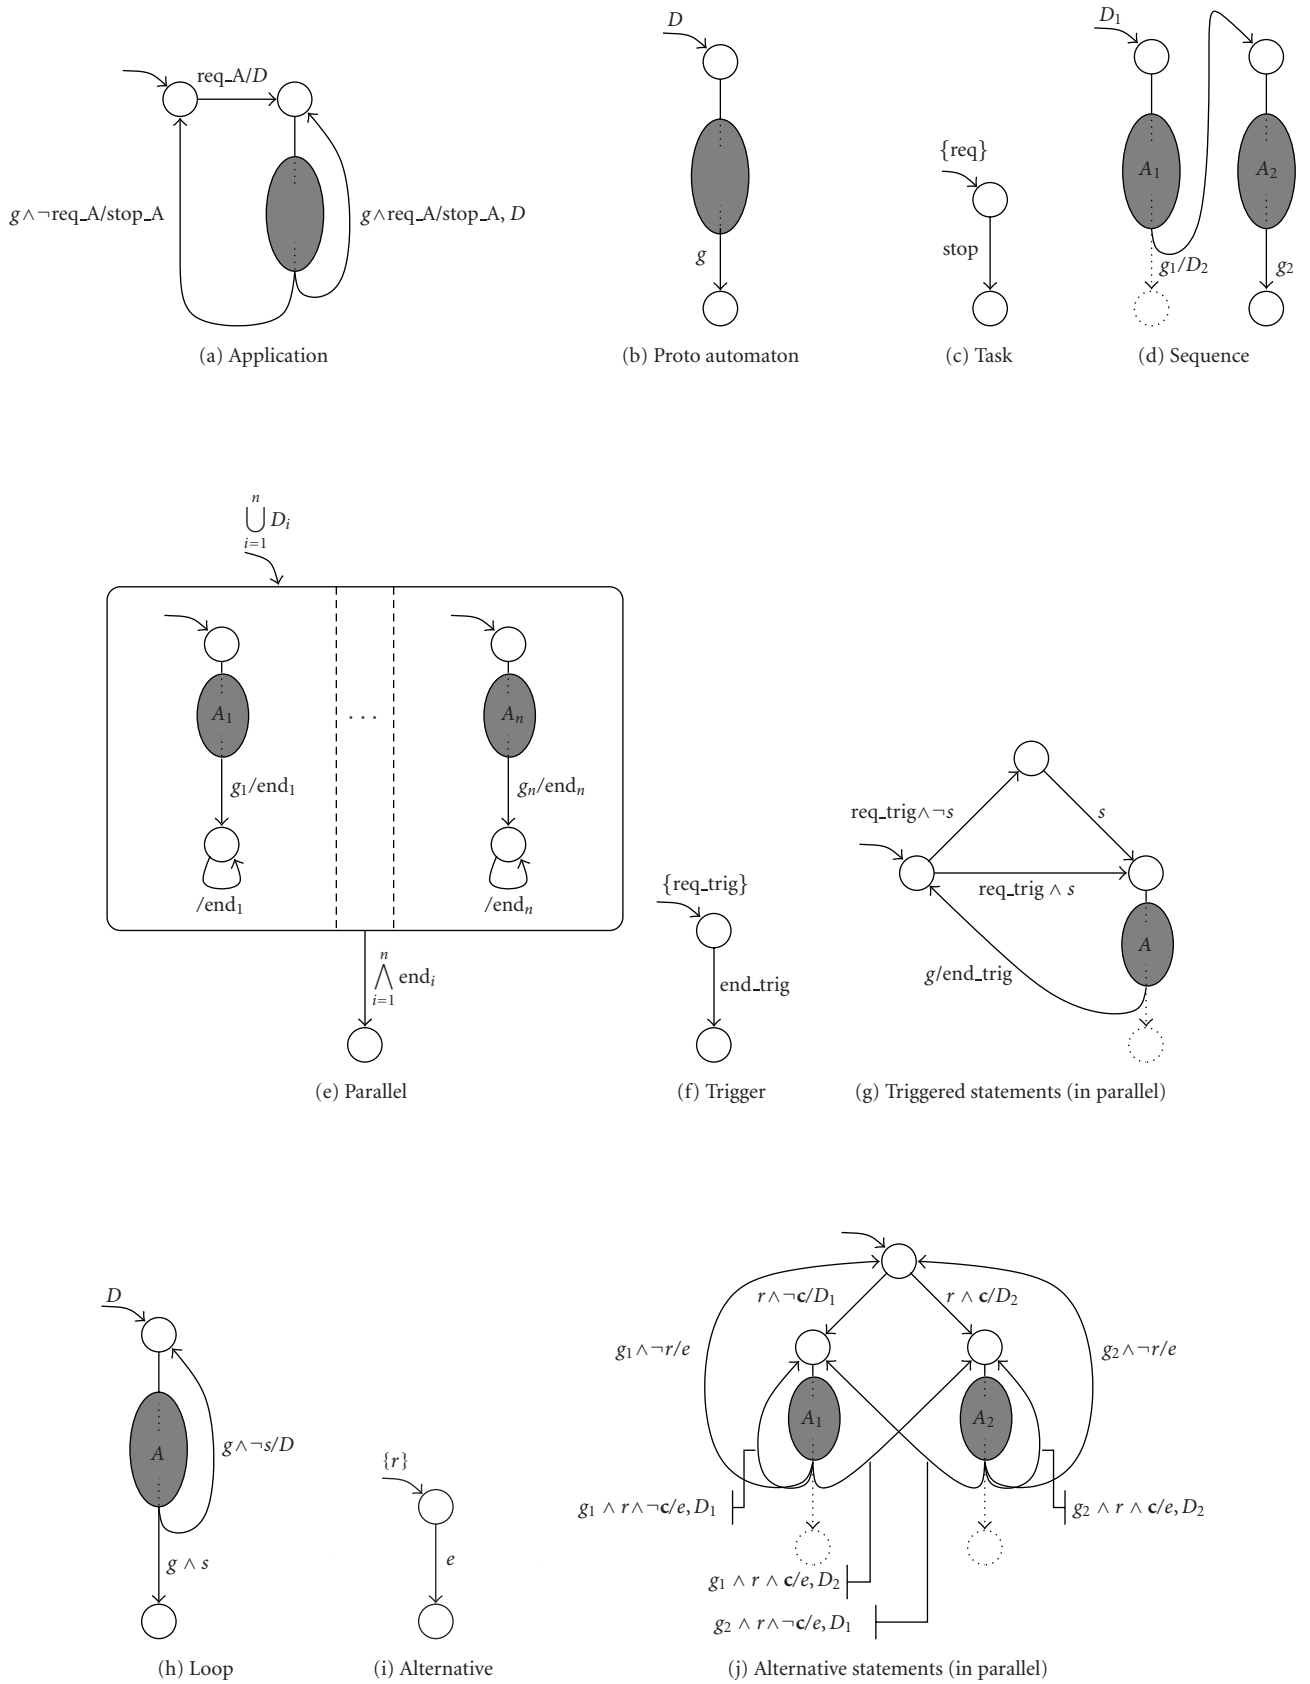 req_A/D
g∧¬req_A/stop_A
g∧req_A/stop_A, D
(a) Application
D
g
(b) Proto automaton
{req}
stop
(c) Task
D₁
A₁
A₂
g₁/D₂
g₂
(d) Sequence
n
⋃ Dᵢ
i=1
A₁
· · ·
Aₙ
g₁/end₁
gₙ/endₙ
/end₁
/endₙ
n
⋀ endᵢ
i=1
(e) Parallel
{req_trig}
end_trig
(f) Trigger
req_trig∧¬s
s
req_trig ∧ s
A
g/end_trig
(g) Triggered statements (in parallel)
D
A
g∧¬s/D
g ∧ s
(h) Loop
{r}
e
(i) Alternative
r∧¬c/D₁
r ∧ c/D₂
g₁∧¬r/e
g₂∧¬r/e
A₁
A₂
g₁ ∧ r∧¬c/e, D₁
g₂ ∧ r ∧ c/e, D₂
g₁ ∧ r ∧ c/e, D₂
g₂ ∧ r∧¬c/e, D₁
(j) Alternative statements (in parallel)